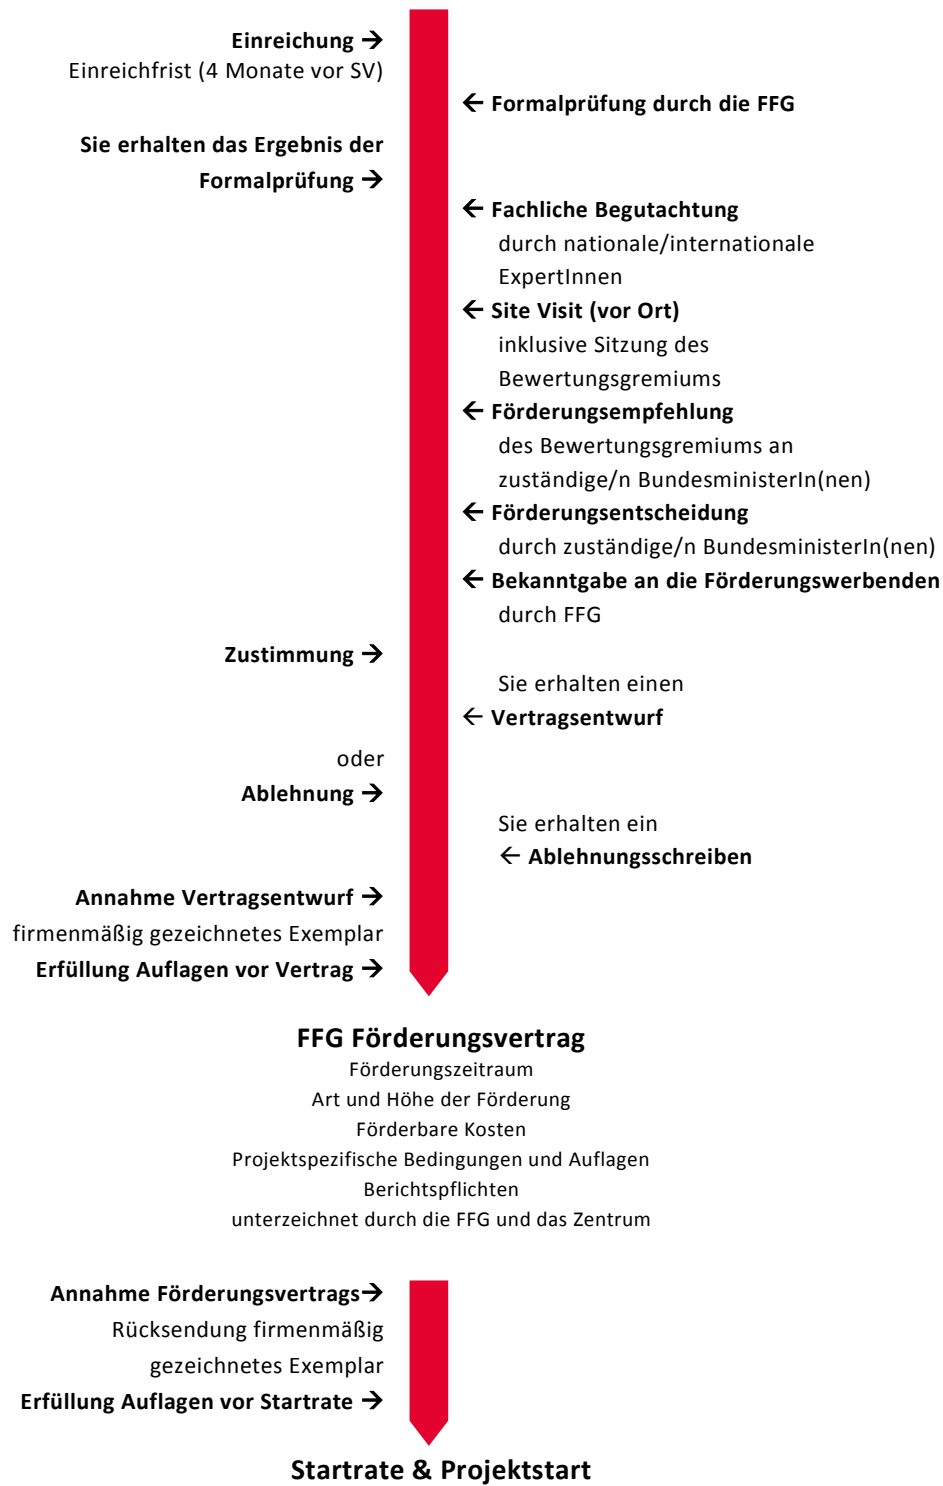 Einreichung →
Einreichfrist (4 Monate vor SV)
← Formalprüfung durch die FFG
Sie erhalten das Ergebnis der
Formalprüfung →
← Fachliche Begutachtung
durch nationale/internationale
ExpertInnen
← Site Visit (vor Ort)
inklusive Sitzung des
Bewertungsgremiums
← Förderungsempfehlung
des Bewertungsgremiums an
zuständige/n BundesministerIn(nen)
← Förderungsentscheidung
durch zuständige/n BundesministerIn(nen)
← Bekanntgabe an die Förderungswerbenden
durch FFG
Zustimmung →
Sie erhalten einen
← Vertragsentwurf
oder
Ablehnung →
Sie erhalten ein
← Ablehnungsschreiben
Annahme Vertragsentwurf →
firmenmäßig gezeichnetes Exemplar
Erfüllung Auflagen vor Vertrag →
FFG Förderungsvertrag
Förderungszeitraum
Art und Höhe der Förderung
Förderbare Kosten
Projektspezifische Bedingungen und Auflagen
Berichtspflichten
unterzeichnet durch die FFG und das Zentrum
Annahme Förderungsvertrags→
Rücksendung firmenmäßig
gezeichnetes Exemplar
Erfüllung Auflagen vor Startrate →
Startrate & Projektstart